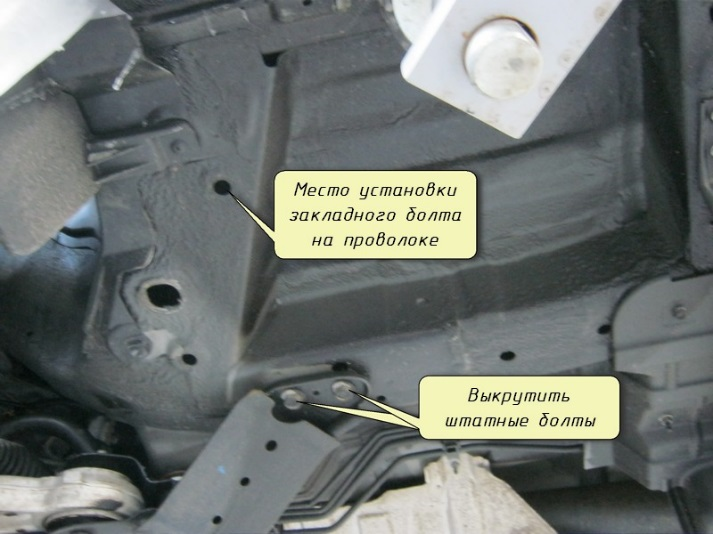 Место установки
закладного болта
на проволоке
Выкрутить
штатные болты